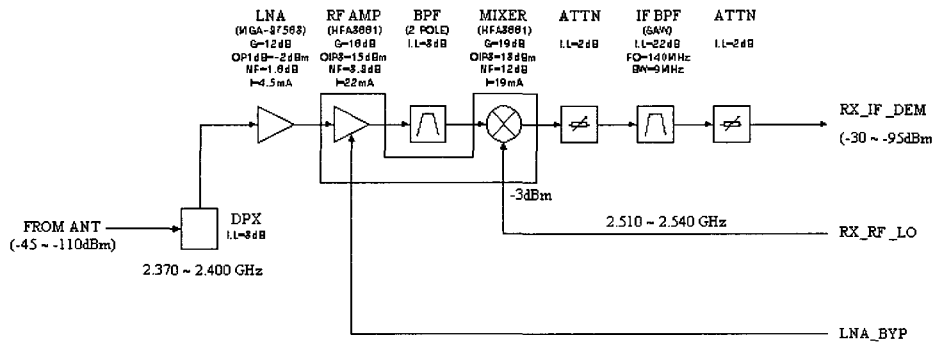 LNA
(MGA-87563)
G=12dB
OP1dB=-2dBm
NF=1.6dB
I=4.5mA
RF AMP
(HFA3661)
G=16dB
OIP3=15dBm
NF=3.8dB
I=22mA
BPF
(2 POLE)
I.L=3dB
MIXER
(HFA3661)
G=19dB
OIP3=18dBm
NF=12dB
I=19mA
ATTN
I.L=2dB
IF BPF
(SAW)
I.L=22dB
FO=140MHz
BW=9MHz
ATTN
I.L=2dB
RX_IF_DEM
(-30 ~ -95dBm
-3dBm
FROM ANT
(-45 ~ -110dBm)
DPX
I.L=3dB
2.370 ~ 2.400 GHz
2.510 ~ 2.540 GHz
RX_RF_LO
LNA_BYP